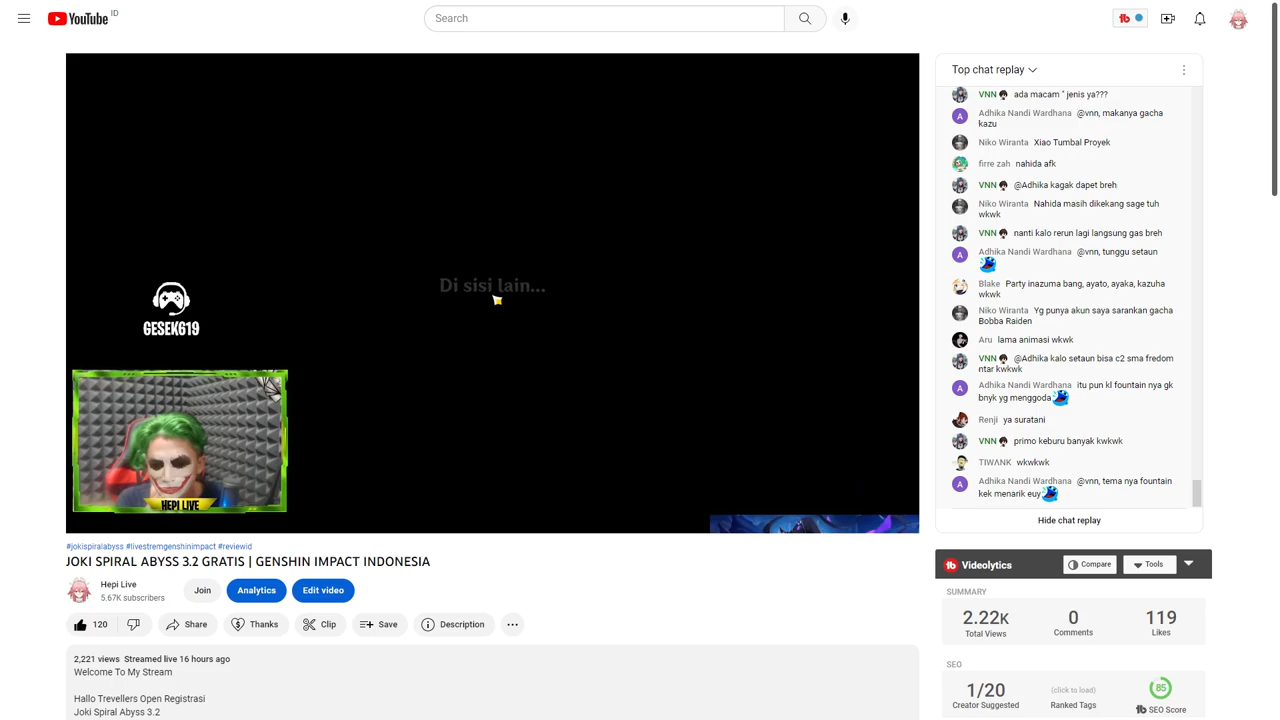 YouTube ID
Search
Top chat replay
VNN ada macam " jenis ya???
Adhika Nandi Wardhana @vnn, makanya gacha
kazu
Niko Wiranta Xiao Tumbal Proyek
firre zah nahida afk
VNN @Adhika kagak dapet breh
Niko Wiranta Nahida masih dikekang sage tuh
wkwk
VNN nanti kalo rerun lagi langsung gas breh
Adhika Nandi Wardhana @vnn, tunggu setaun
Blake Party inazuma bang, ayato, ayaka, kazuha
wkwk
Niko Wiranta Yg punya akun saya sarankan gacha
Bobba Raiden
Aru lama animasi wkwk
VNN @Adhika kalo setaun bisa c2 sma fredom
ntar kwkwk
Adhika Nandi Wardhana itu pun kl fountain nya gk
bnyk yg menggoda
Renji ya suratani
VNN primo keburu banyak kwkwk
TIWANK wkwkwk
Adhika Nandi Wardhana @vnn, tema nya fountain
kek menarik euy
Hide chat replay
Di sisi lain...
GESEK619
HEPI LIVE
#jokispiralabyss #livestremgenshinimpact #reviewid
JOKI SPIRAL ABYSS 3.2 GRATIS | GENSHIN IMPACT INDONESIA
Hepi Live
5.67K subscribers
Join
Analytics
Edit video
120
Share
Thanks
Clip
Save
Description
2,221 views Streamed live 16 hours ago
Welcome To My Stream
Hallo Trevellers Open Registrasi
Joki Spiral Abyss 3.2
tb Videolytics
Compare
Tools
SUMMARY
2.22K
Total Views
0
Comments
119
Likes
SEO
1/20
Creator Suggested
(click to load)
Ranked Tags
85
tb SEO Score